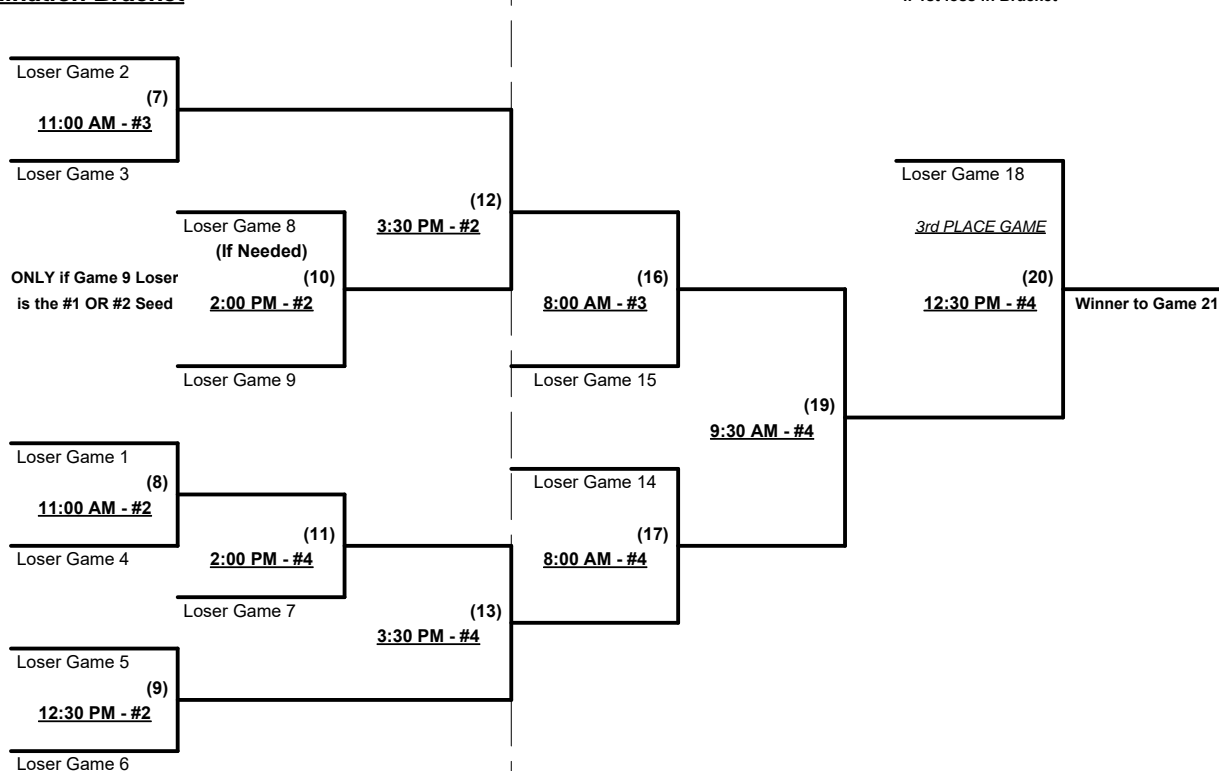 Loser Game 2
(7)
11:00 AM - #3
Loser Game 3
Loser Game 18
(12)
Loser Game 8
3:30 PM - #2
3rd PLACE GAME
(If Needed)
ONLY if Game 9 Loser
(10)
(16)
(20)
is the #1 OR #2 Seed
2:00 PM - #2
8:00 AM - #3
12:30 PM - #4
Winner to Game 21
Loser Game 9
Loser Game 15
(19)
9:30 AM - #4
Loser Game 1
(8)
Loser Game 14
11:00 AM - #2
(11)
(17)
Loser Game 4
2:00 PM - #4
8:00 AM - #4
Loser Game 7
(13)
3:30 PM - #4
Loser Game 5
(9)
12:30 PM - #2
Loser Game 6